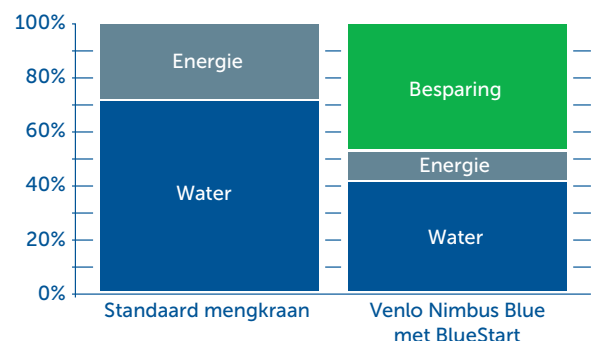 100%
80%
60%
40%
20%
0%
Energie
Water
Besparing
Energie
Water
Standaard mengkraan
Venlo Nimbus Blue
met BlueStart